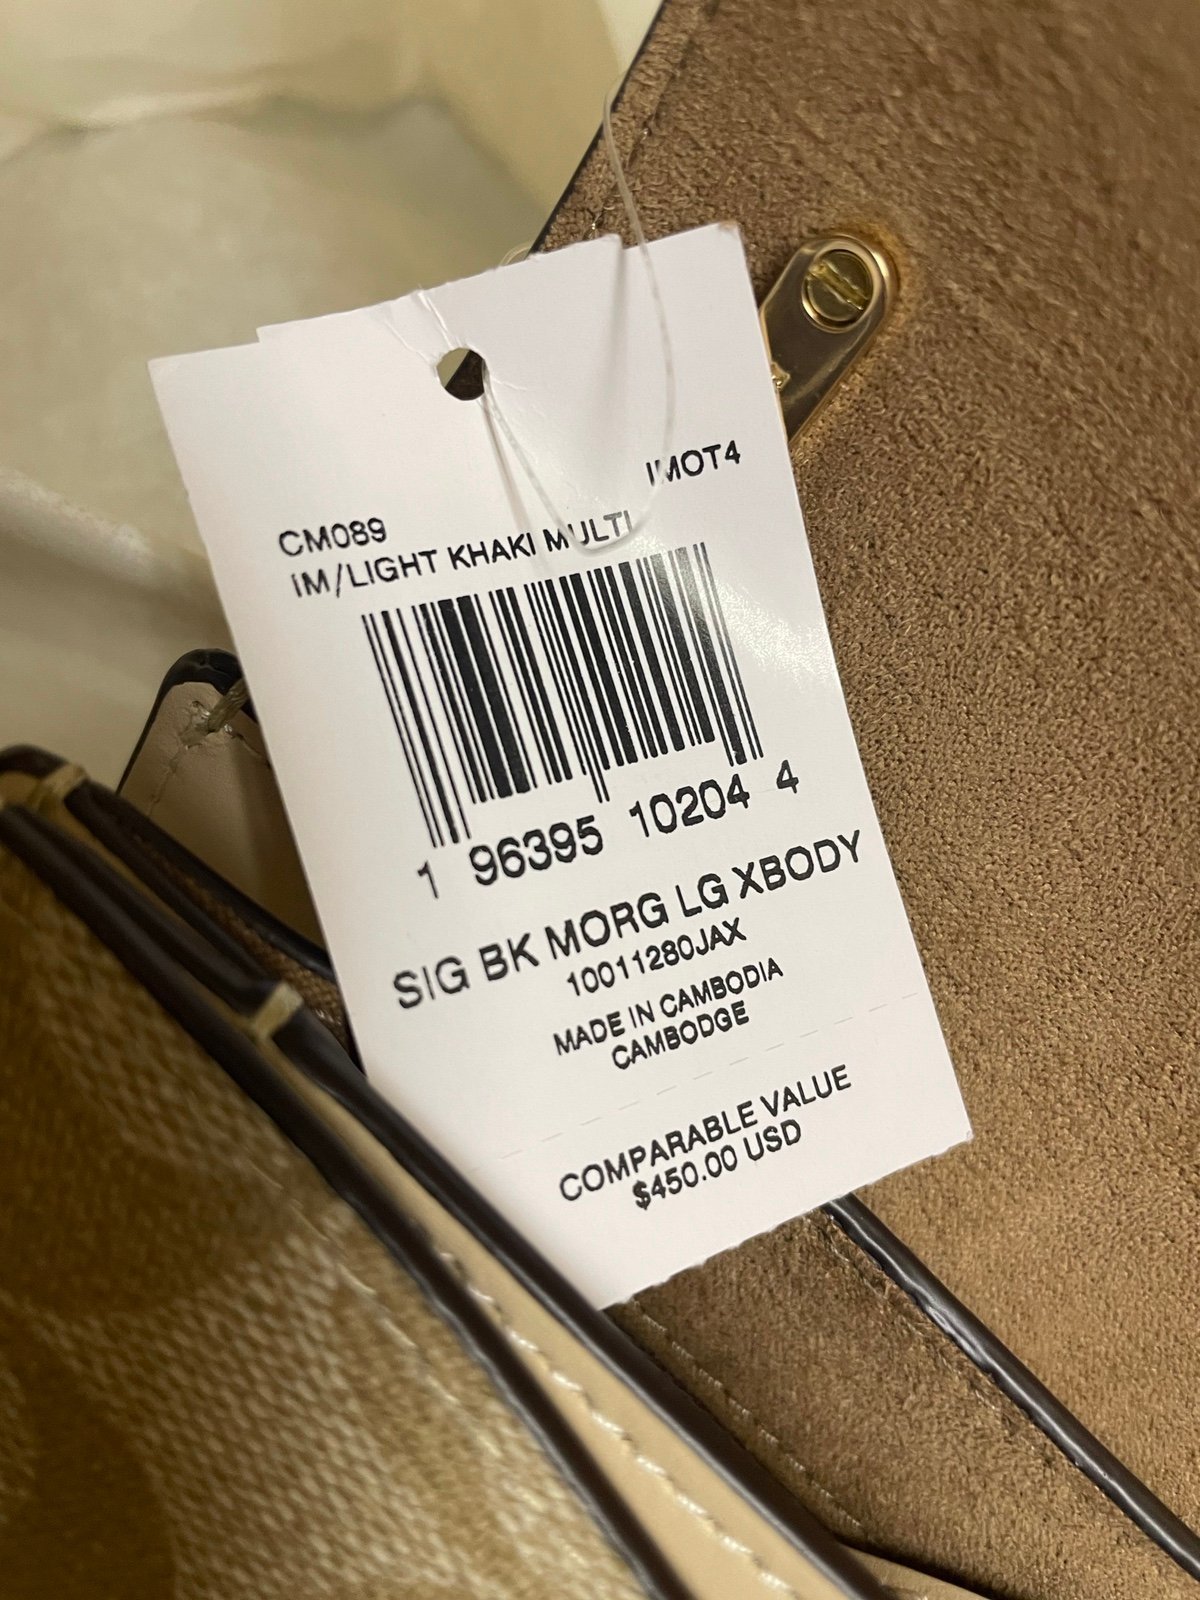 IMOT4
CM089
IM/LIGHT KHAKI MULTI
1 96395 10204 4
SIG BK MORG LG XBODY
10011280JAX
MADE IN CAMBODIA
CAMBODGE
COMPARABLE VALUE
$450.00 USD